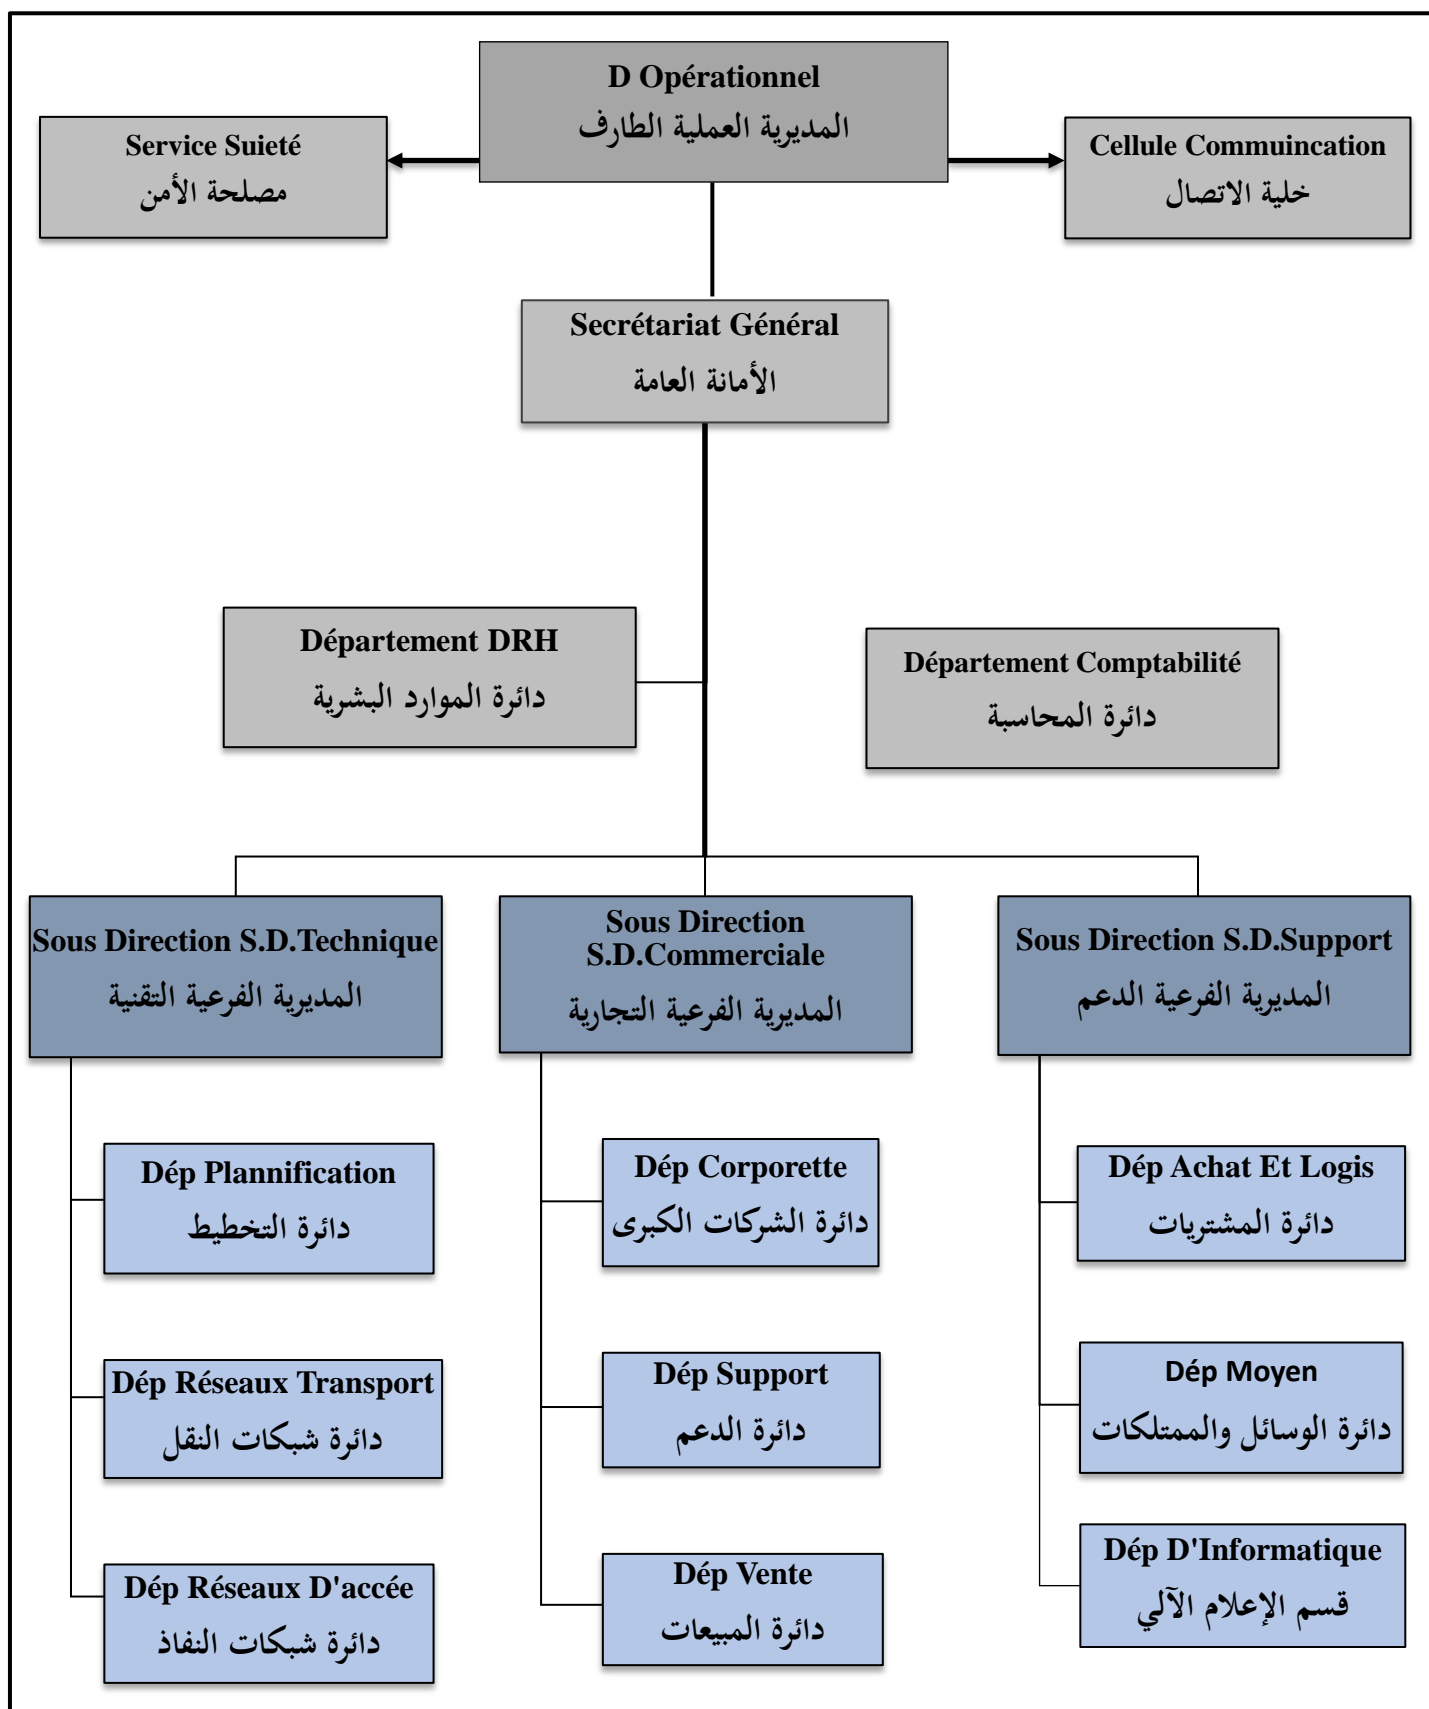 D Opérationnel
المديرية العملية الطارف
Service Suieté
مصلحة الأمن
Cellule Commuincation
خلية الاتصال
Secrétariat Général
الأمانة العامة
Département DRH
دائرة الموارد البشرية
Département Comptabilité
دائرة المحاسبة
Sous Direction S.D.Technique
المديرية الفرعية التقنية
Sous Direction
S.D.Commerciale
المديرية الفرعية التجارية
Sous Direction S.D.Support
المديرية الفرعية الدعم
Dép Plannification
دائرة التخطيط
Dép Corporette
دائرة الشركات الكبرى
Dép Achat Et Logis
دائرة المشتريات
Dép Réseaux Transport
دائرة شبكات النقل
Dép Support
دائرة الدعم
Dép Moyen
دائرة الوسائل والممتلكات
Dép Réseaux D'accée
دائرة شبكات النفاذ
Dép Vente
دائرة المبيعات
Dép D'Informatique
قسم الإعلام الآلي